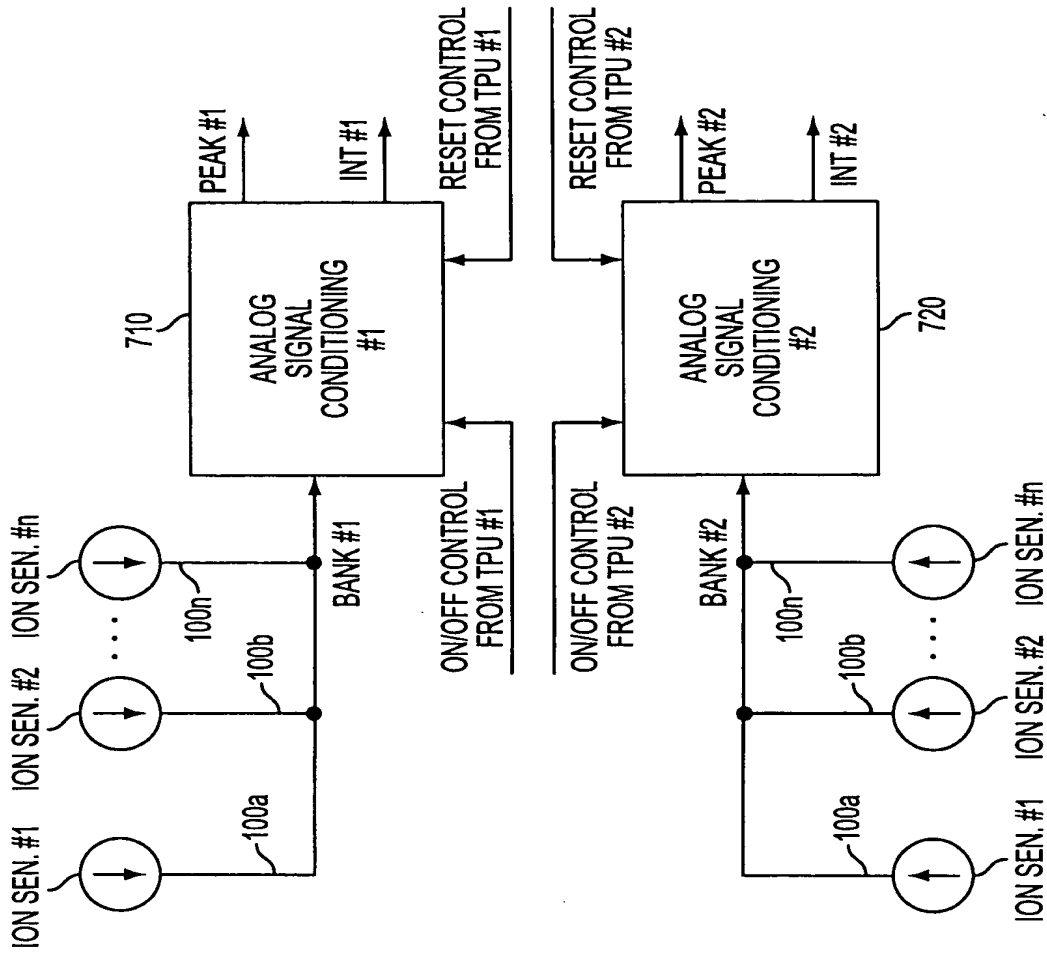 ION SEN. #1
ION SEN. #2
ION SEN. #n
100a
100b
100n
BANK #1
710
ANALOG
SIGNAL
CONDITIONING
#1
PEAK #1
INT #1
ON/OFF CONTROL
FROM TPU #1
RESET CONTROL
FROM TPU #1
ON/OFF CONTROL
FROM TPU #2
RESET CONTROL
FROM TPU #2
BANK #2
ANALOG
SIGNAL
CONDITIONING
#2
720
PEAK #2
INT #2
100a
100b
100n
ION SEN. #1
ION SEN. #2
ION SEN. #n